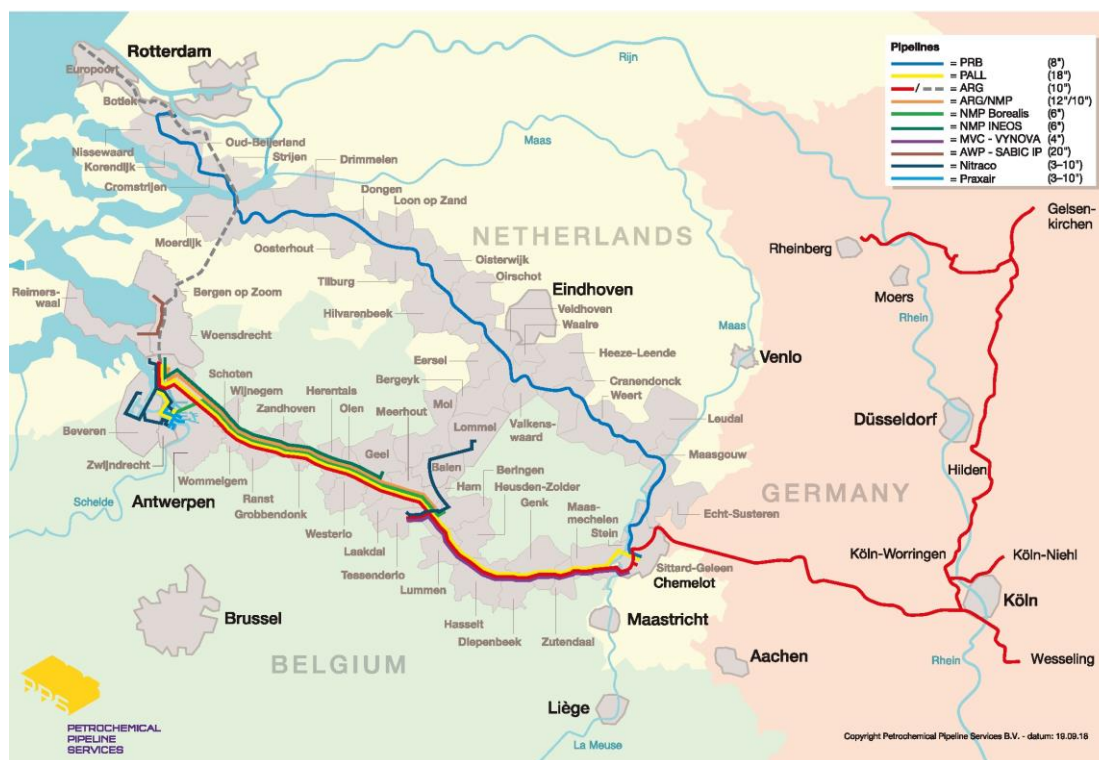 Rotterdam
Europoort
Botlek
Nissewaard
Korendijk
Cromstrijen
Oud-Beijerland
Strijen
Drimmelen
Dongen
Loon op Zand
Moerdijk
Oosterhout
NETHERLANDS
Oisterwijk
Oirschot
Tilburg
Hilvarenbeek
Eindhoven
Veldhoven
Waalre
Reimers-
waal
Bergen op Zoom
Woensdrecht
Eersel
Bergeyk
Heeze-Leende
Cranendonck
Weert
Leudal
Venlo
Rijn
Maas
Maas
Pipelines
= PRB (8")
= PALL (18")
/ = ARG (10")
= ARG/NMP (12"/10")
= NMP Borealis (6")
= NMP INEOS (6")
= MVC - VYNOVA (4")
= AWP - SABIC IP (20")
= Nitraco (3–10")
= Praxair (3–10")
Gelsen-
kirchen
Rheinberg
Moers
Rhein
Düsseldorf
Hilden
GERMANY
Schoten
Wijnegem
Zandhoven
Herentals
Olen
Meerhout
Geel
Mol
Lommel
Valkens-
waard
Maasgouw
Beveren
Zwijndrecht
Schelde
Antwerpen
Wommelgem
Ranst
Grobbendonk
Westerlo
Laakdal
Tessenderlo
Lummen
Balen
Ham
Beringen
Heusden-Zolder
Genk
Maas-
mechelen
Stein
Echt-Susteren
Sittard-Geleen
Chemelot
Hasselt
Diepenbeek
Zutendaal
Maastricht
Köln-Worringen
Köln-Niehl
Köln
Wesseling
Rhein
Aachen
Brussel
BELGIUM
Liège
La Meuse
PPS
PETROCHEMICAL
PIPELINE
SERVICES
Copyright Petrochemical Pipeline Services B.V. - datum: 19.09.18